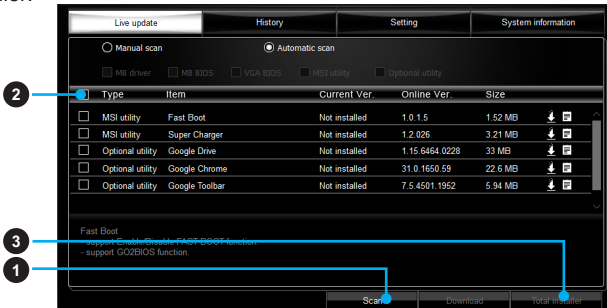 Live update History Setting System information
Manual scan Automatic scan
MB driver MB BIOS VGA BIOS MSI utility Optional utility
2
Type Item Current Ver. Online Ver. Size
MSI utility Fast Boot Not installed 1.0.1.5 1.52 MB
MSI utility Super Charger Not installed 1.2.026 3.21 MB
Optional utility Google Drive Not installed 1.15.6464.0228 33 MB
Optional utility Google Chrome Not installed 31.0.1650.59 22.6 MB
Optional utility Google Toolbar Not installed 7.5.4501.1952 5.94 MB
Fast Boot
- support Enable/Disable FAST BOOT function.
3
- support GO2BIOS function.
1
Scan Download Total Installer